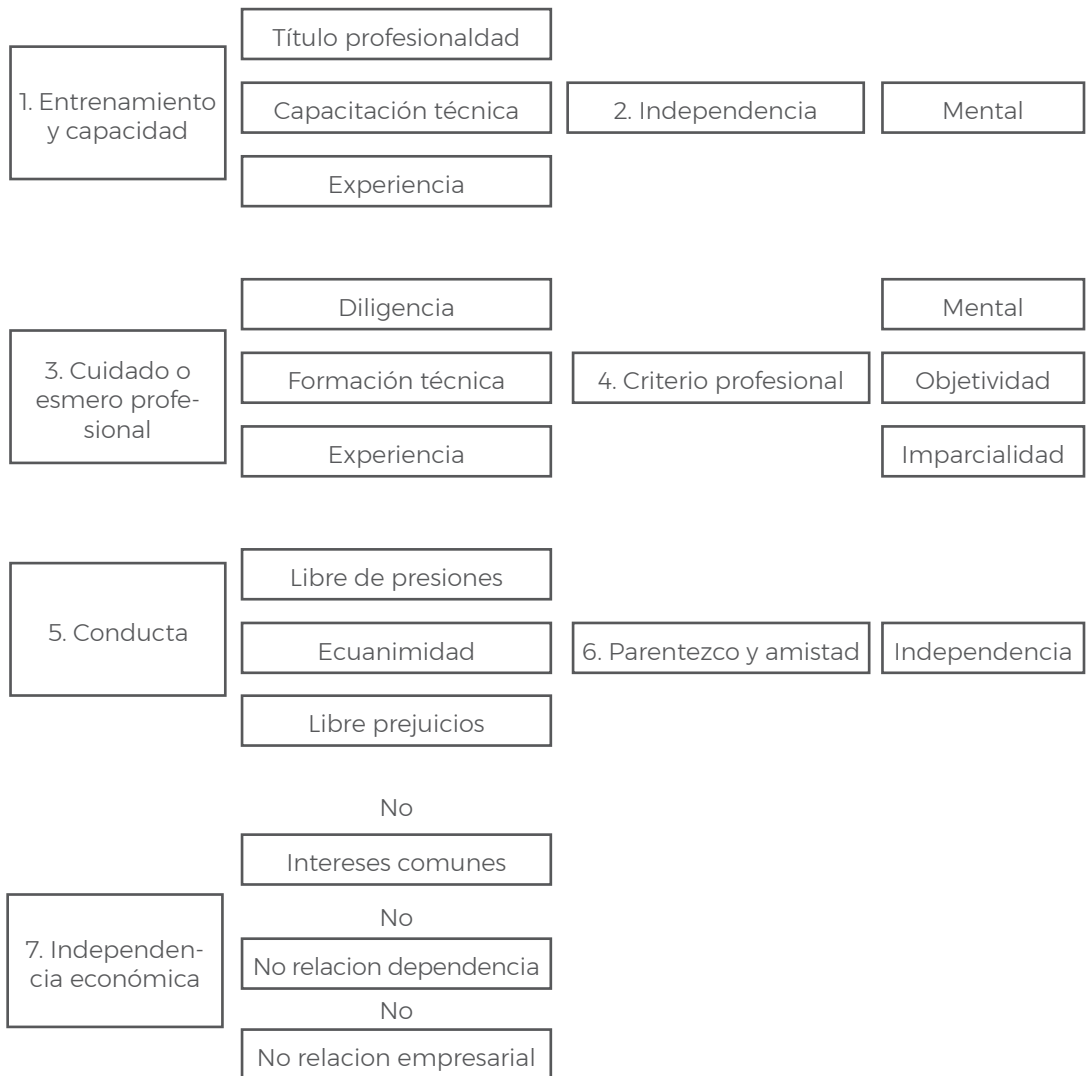 1. Entrenamiento
y capacidad
Título profesionaldad
Capacitación técnica
Experiencia
2. Independencia
Mental
3. Cuidado o
esmero profe-
sional
Diligencia
Formación técnica
Experiencia
4. Criterio profesional
Mental
Objetividad
Imparcialidad
5. Conducta
Libre de presiones
Ecuanimidad
Libre prejuicios
6. Parentezco y amistad
Independencia
7. Independen-
cia económica
No
Intereses comunes
No
No relacion dependencia
No
No relacion empresarial